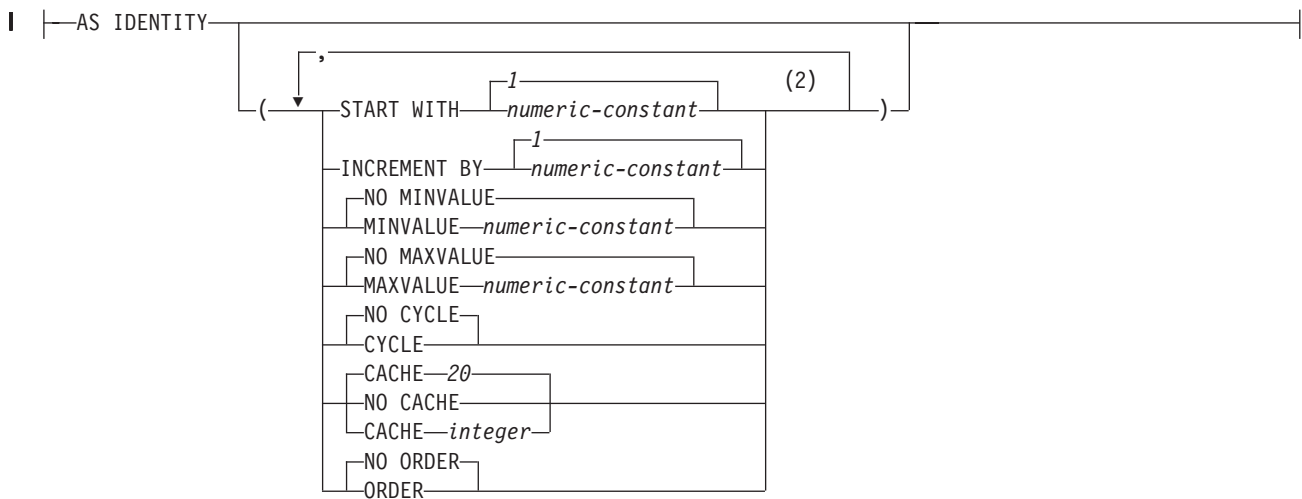 AS IDENTITY
,
1 (2)
( START WITH numeric-constant )
1
INCREMENT BY numeric-constant
NO MINVALUE
MINVALUE numeric-constant
NO MAXVALUE
MAXVALUE numeric-constant
NO CYCLE
CYCLE
CACHE 20
NO CACHE
CACHE integer
NO ORDER
ORDER